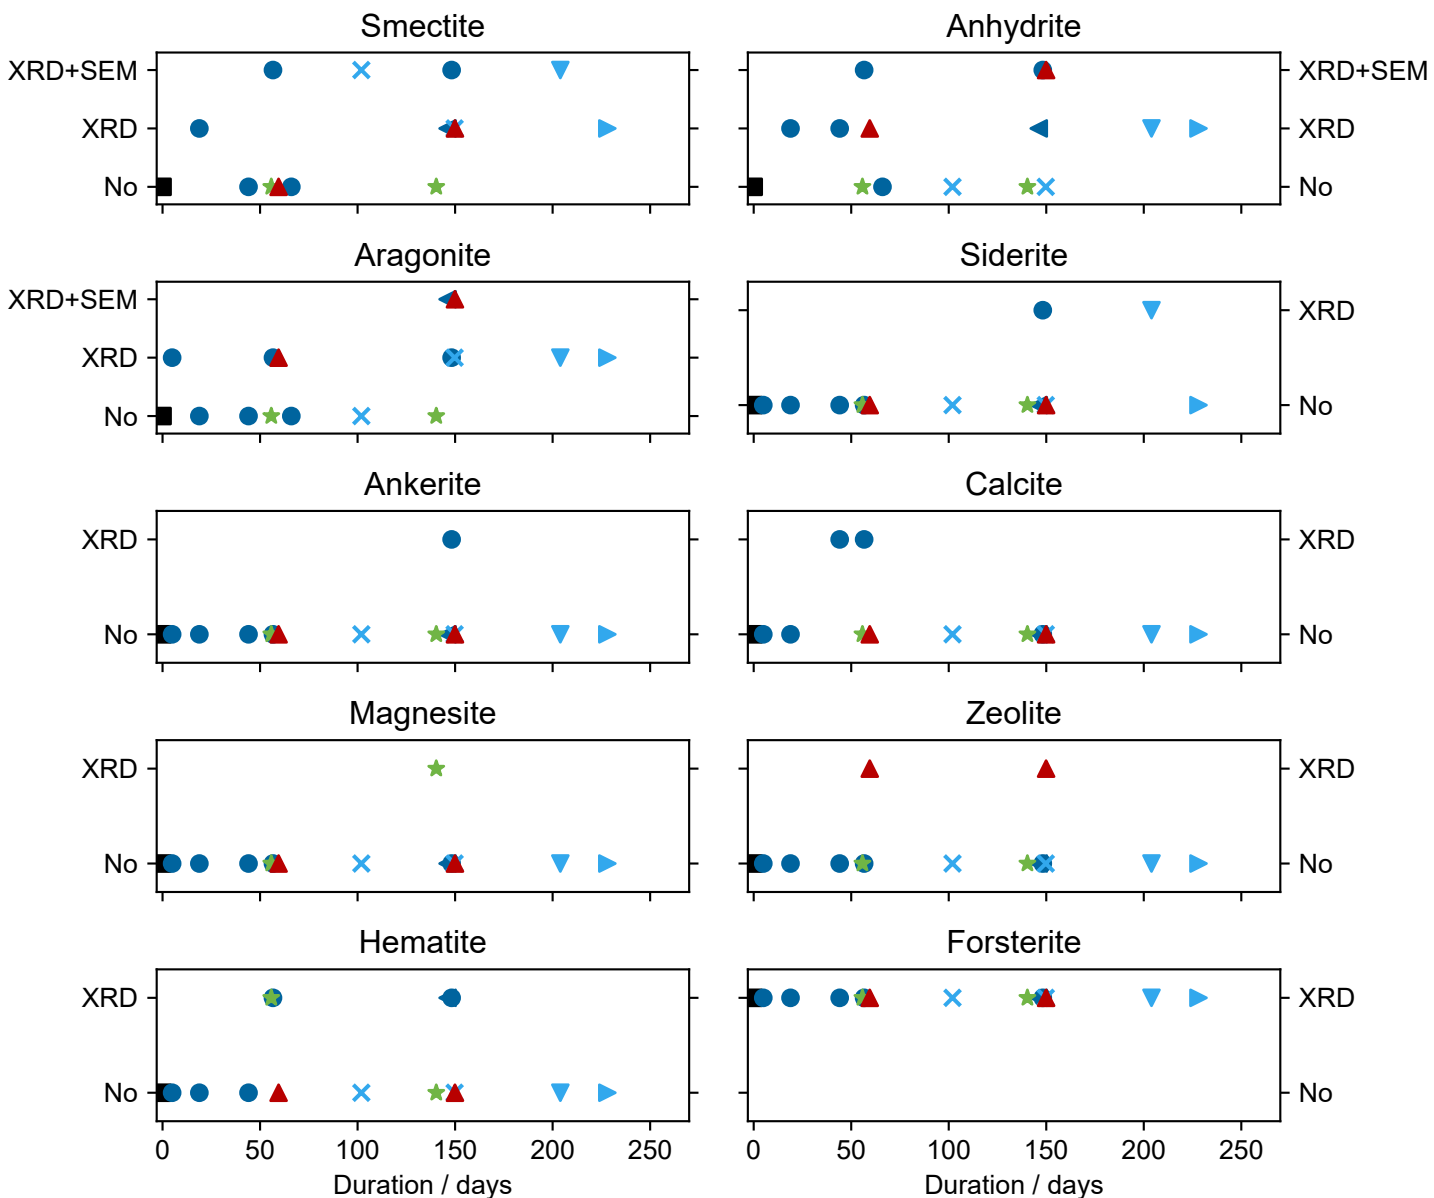 Smectite
Anhydrite
XRD+SEM
XRD+SEM
XRD
XRD
No
No
Aragonite
Siderite
XRD+SEM
XRD
XRD
No
No
Ankerite
Calcite
XRD
XRD
No
No
Magnesite
Zeolite
XRD
XRD
No
No
Hematite
Forsterite
XRD
XRD
No
No
0 50 100 150 200 250
0 50 100 150 200 250
Duration / days
Duration / days